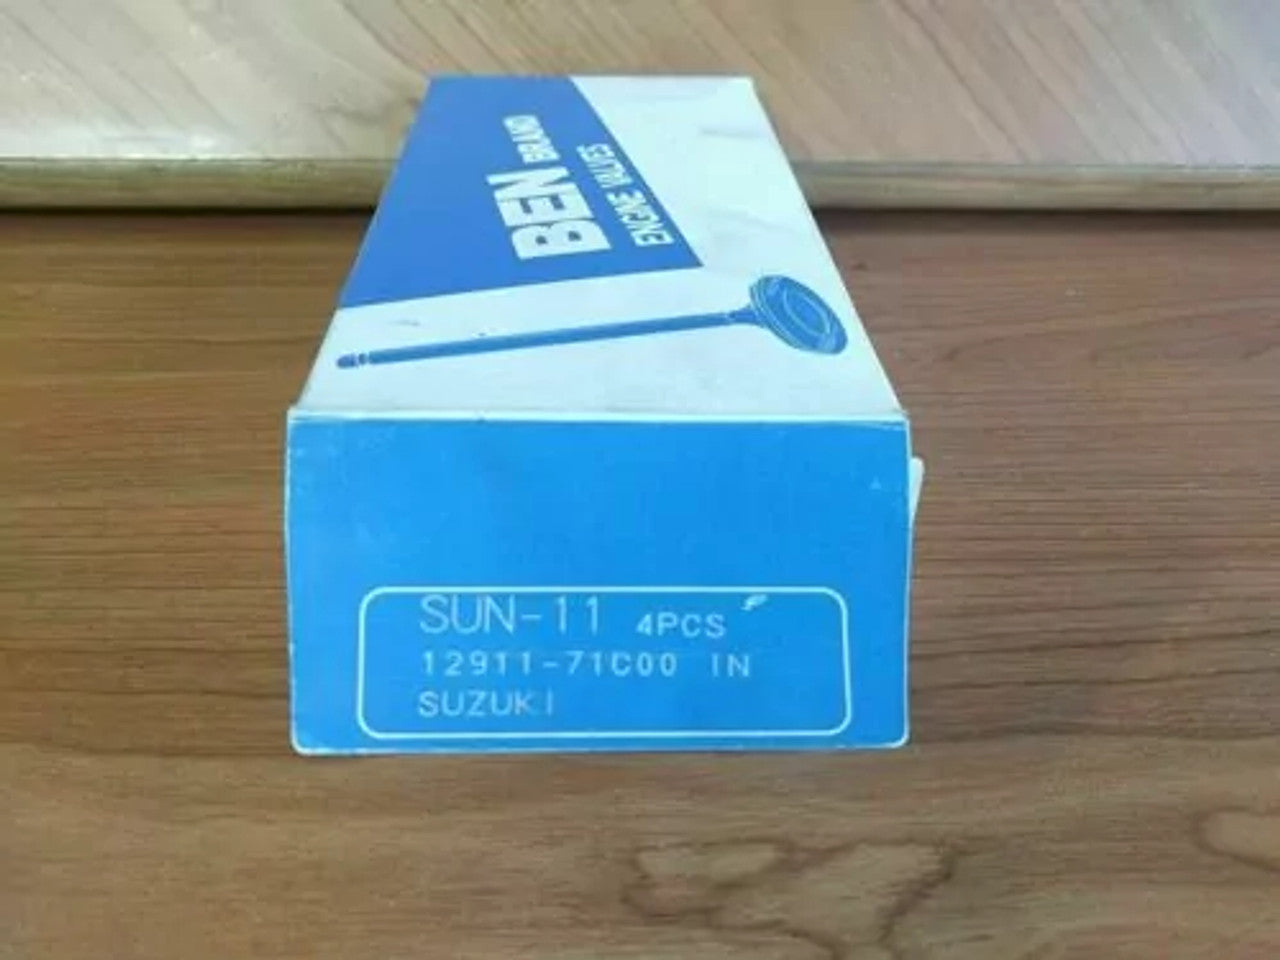 BEN BRAND
ENGINE VALVES
SUN-11 4PCS
12911-71C00 IN
SUZUKI